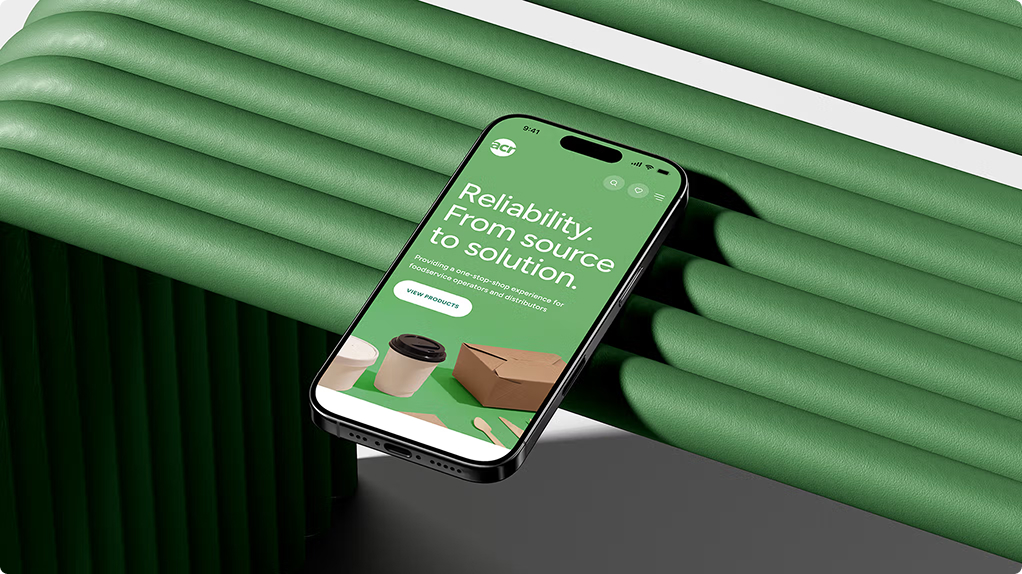 9:41
acr
Reliability.
From source
to solution.
Providing a one-stop-shop experience for
foodservice operators and distributors
VIEW PRODUCTS